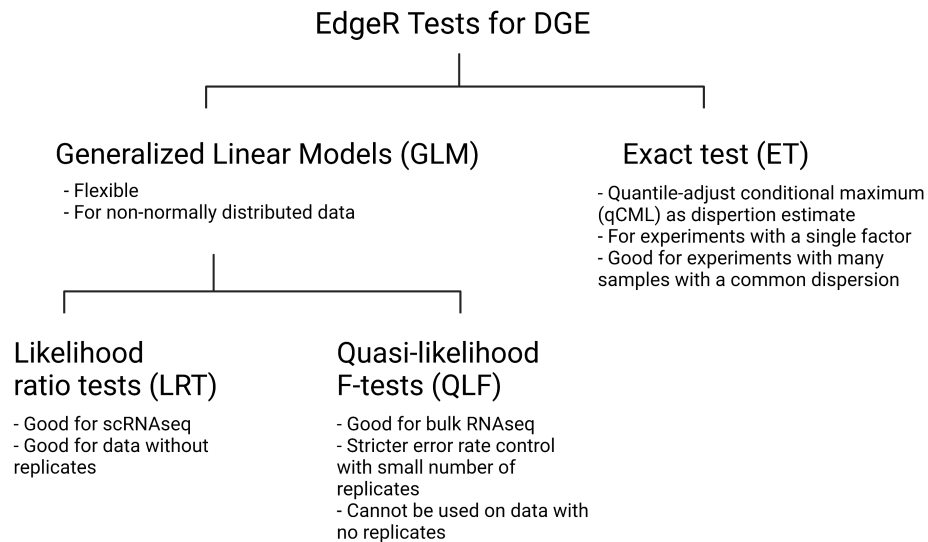 EdgeR Tests for DGE
Generalized Linear Models (GLM)
- Flexible
- For non-normally distributed data
Exact test (ET)
- Quantile-adjust conditional maximum
(qCML) as dispertion estimate
- For experiments with a single factor
- Good for experiments with many
samples with a common dispersion
Likelihood
ratio tests (LRT)
- Good for scRNAseq
- Good for data without
replicates
Quasi-likelihood
F-tests (QLF)
- Good for bulk RNAseq
- Stricter error rate control
with small number of
replicates
- Cannot be used on data with
no replicates